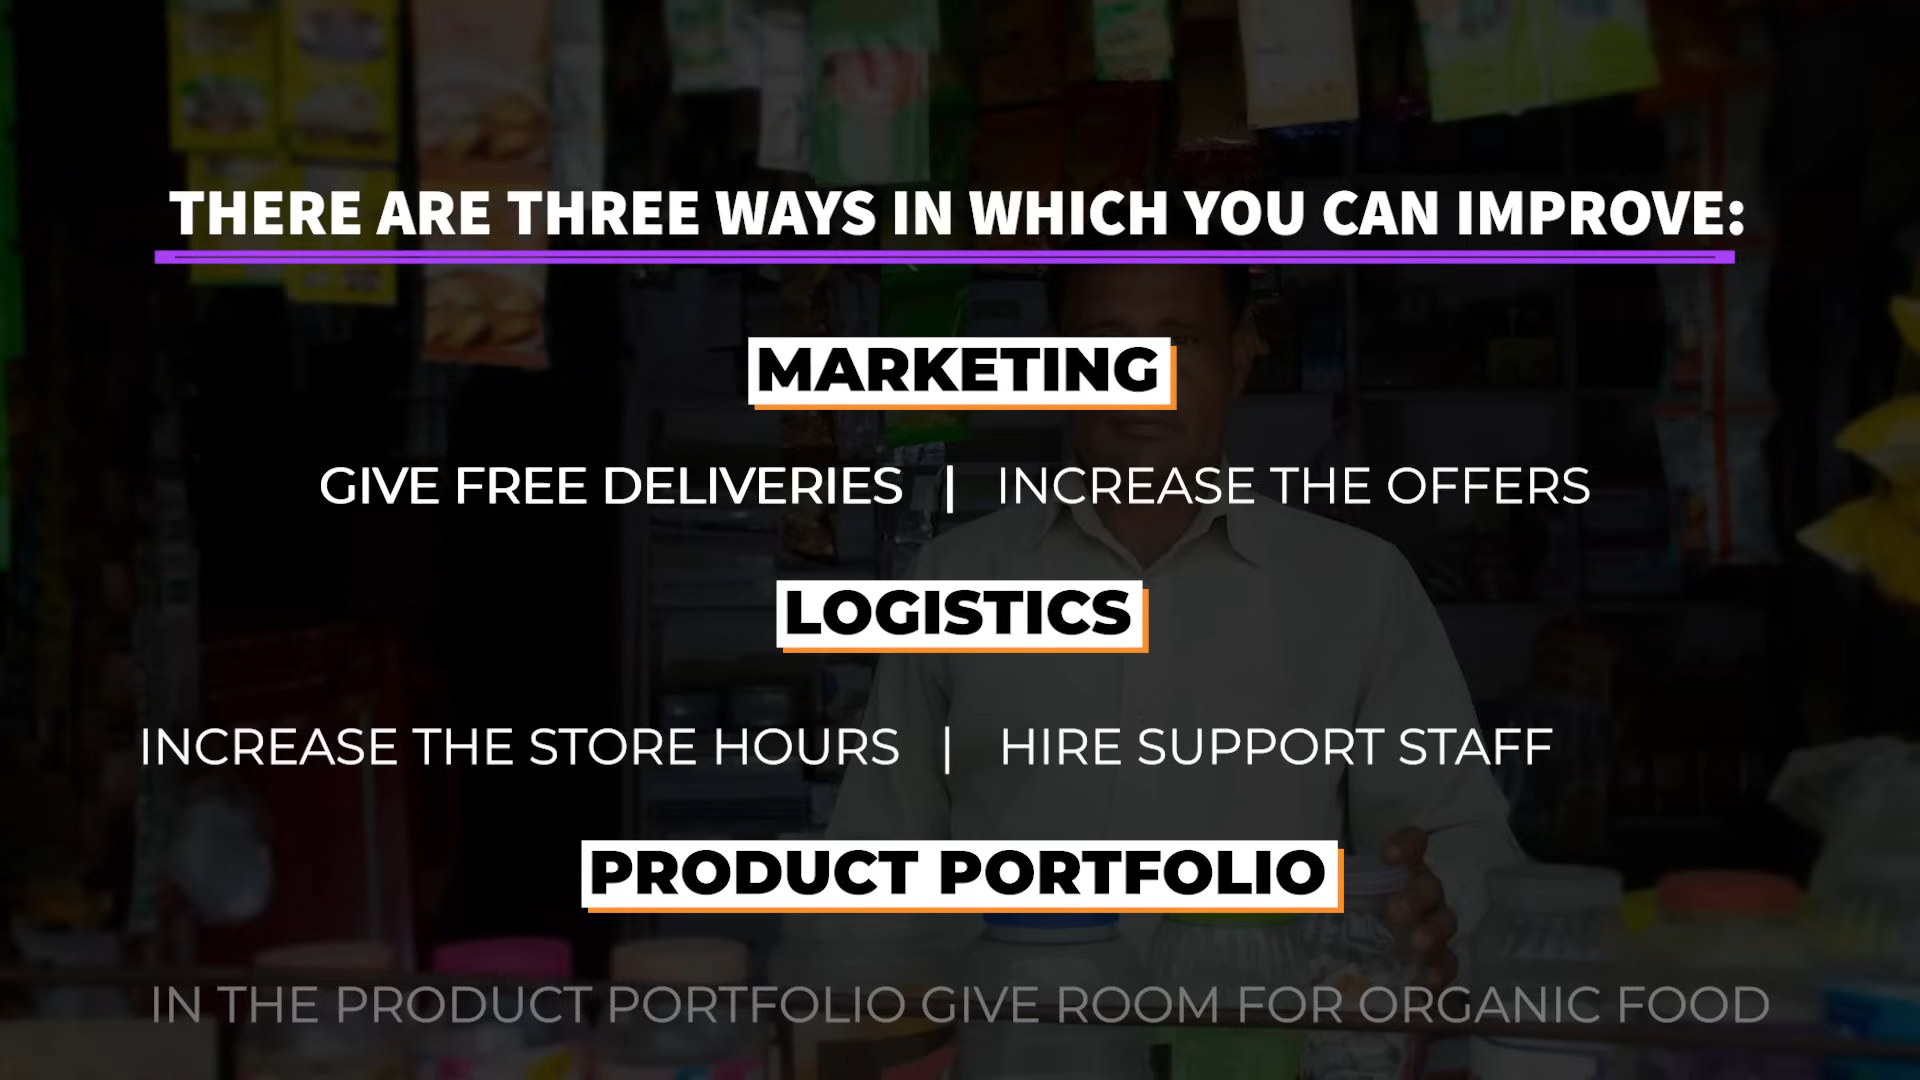 THERE ARE THREE WAYS IN WHICH YOU CAN IMPROVE:
MARKETING
GIVE FREE DELIVERIES | INCREASE THE OFFERS
LOGISTICS
INCREASE THE STORE HOURS | HIRE SUPPORT STAFF
PRODUCT PORTFOLIO
IN THE PRODUCT PORTFOLIO GIVE ROOM FOR ORGANIC FOOD